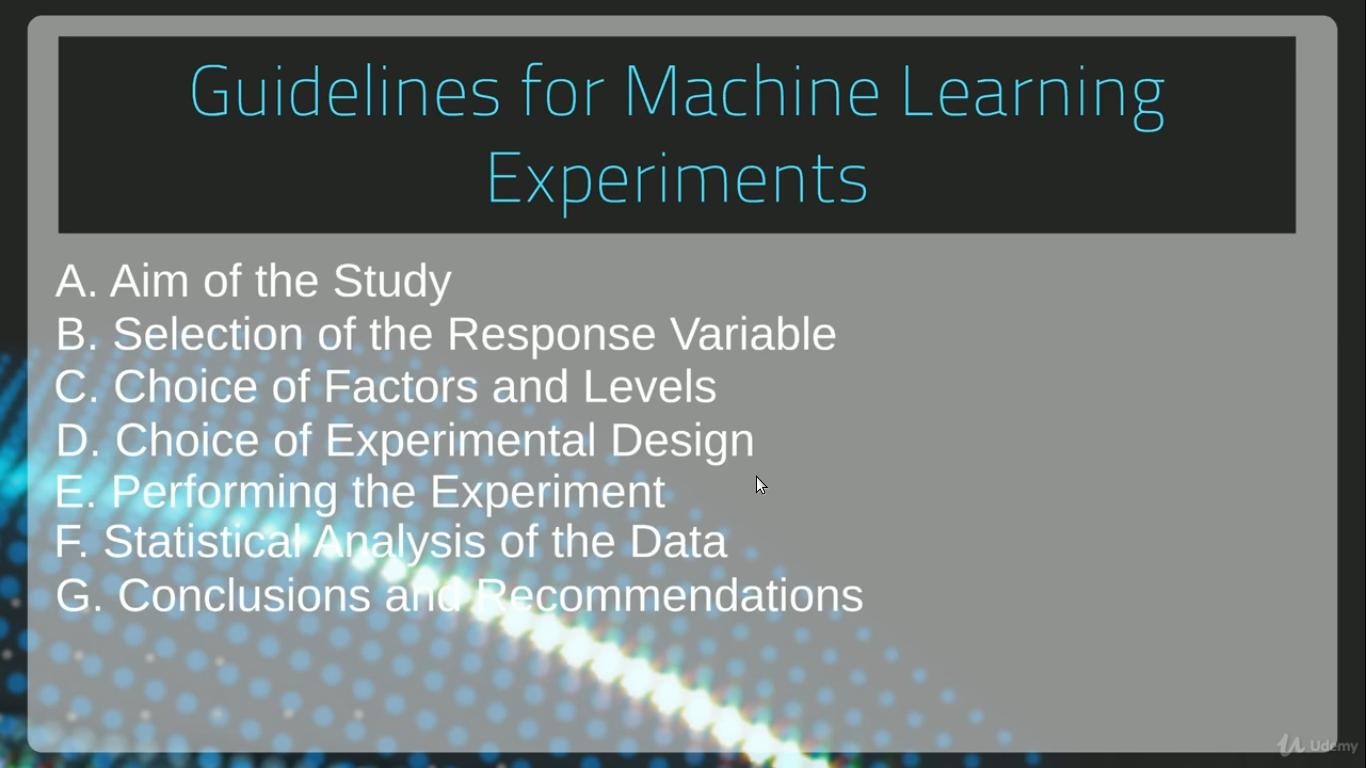 Guidelines for Machine Learning
Experiments
A. Aim of the Study
B. Selection of the Response Variable
C. Choice of Factors and Levels
D. Choice of Experimental Design
E. Performing the Experiment
F. Statistical Analysis of the Data
G. Conclusions and Recommendations
Udemy